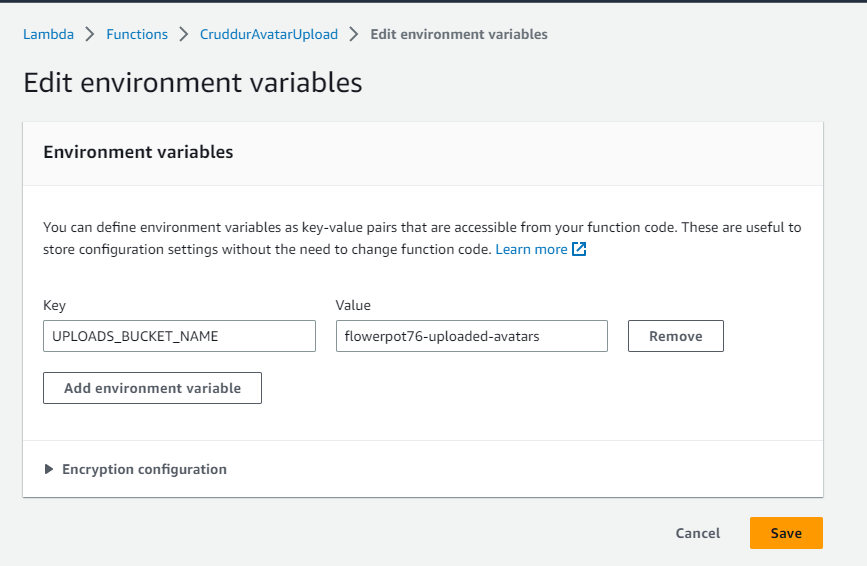 Lambda > Functions > CruddurAvatarUpload > Edit environment variables
Edit environment variables
Environment variables
You can define environment variables as key-value pairs that are accessible from your function code. These are useful to
store configuration settings without the need to change function code. Learn more
Key Value
UPLOADS_BUCKET_NAME flowerpot76-uploaded-avatars Remove
Add environment variable
Encryption configuration
Cancel Save